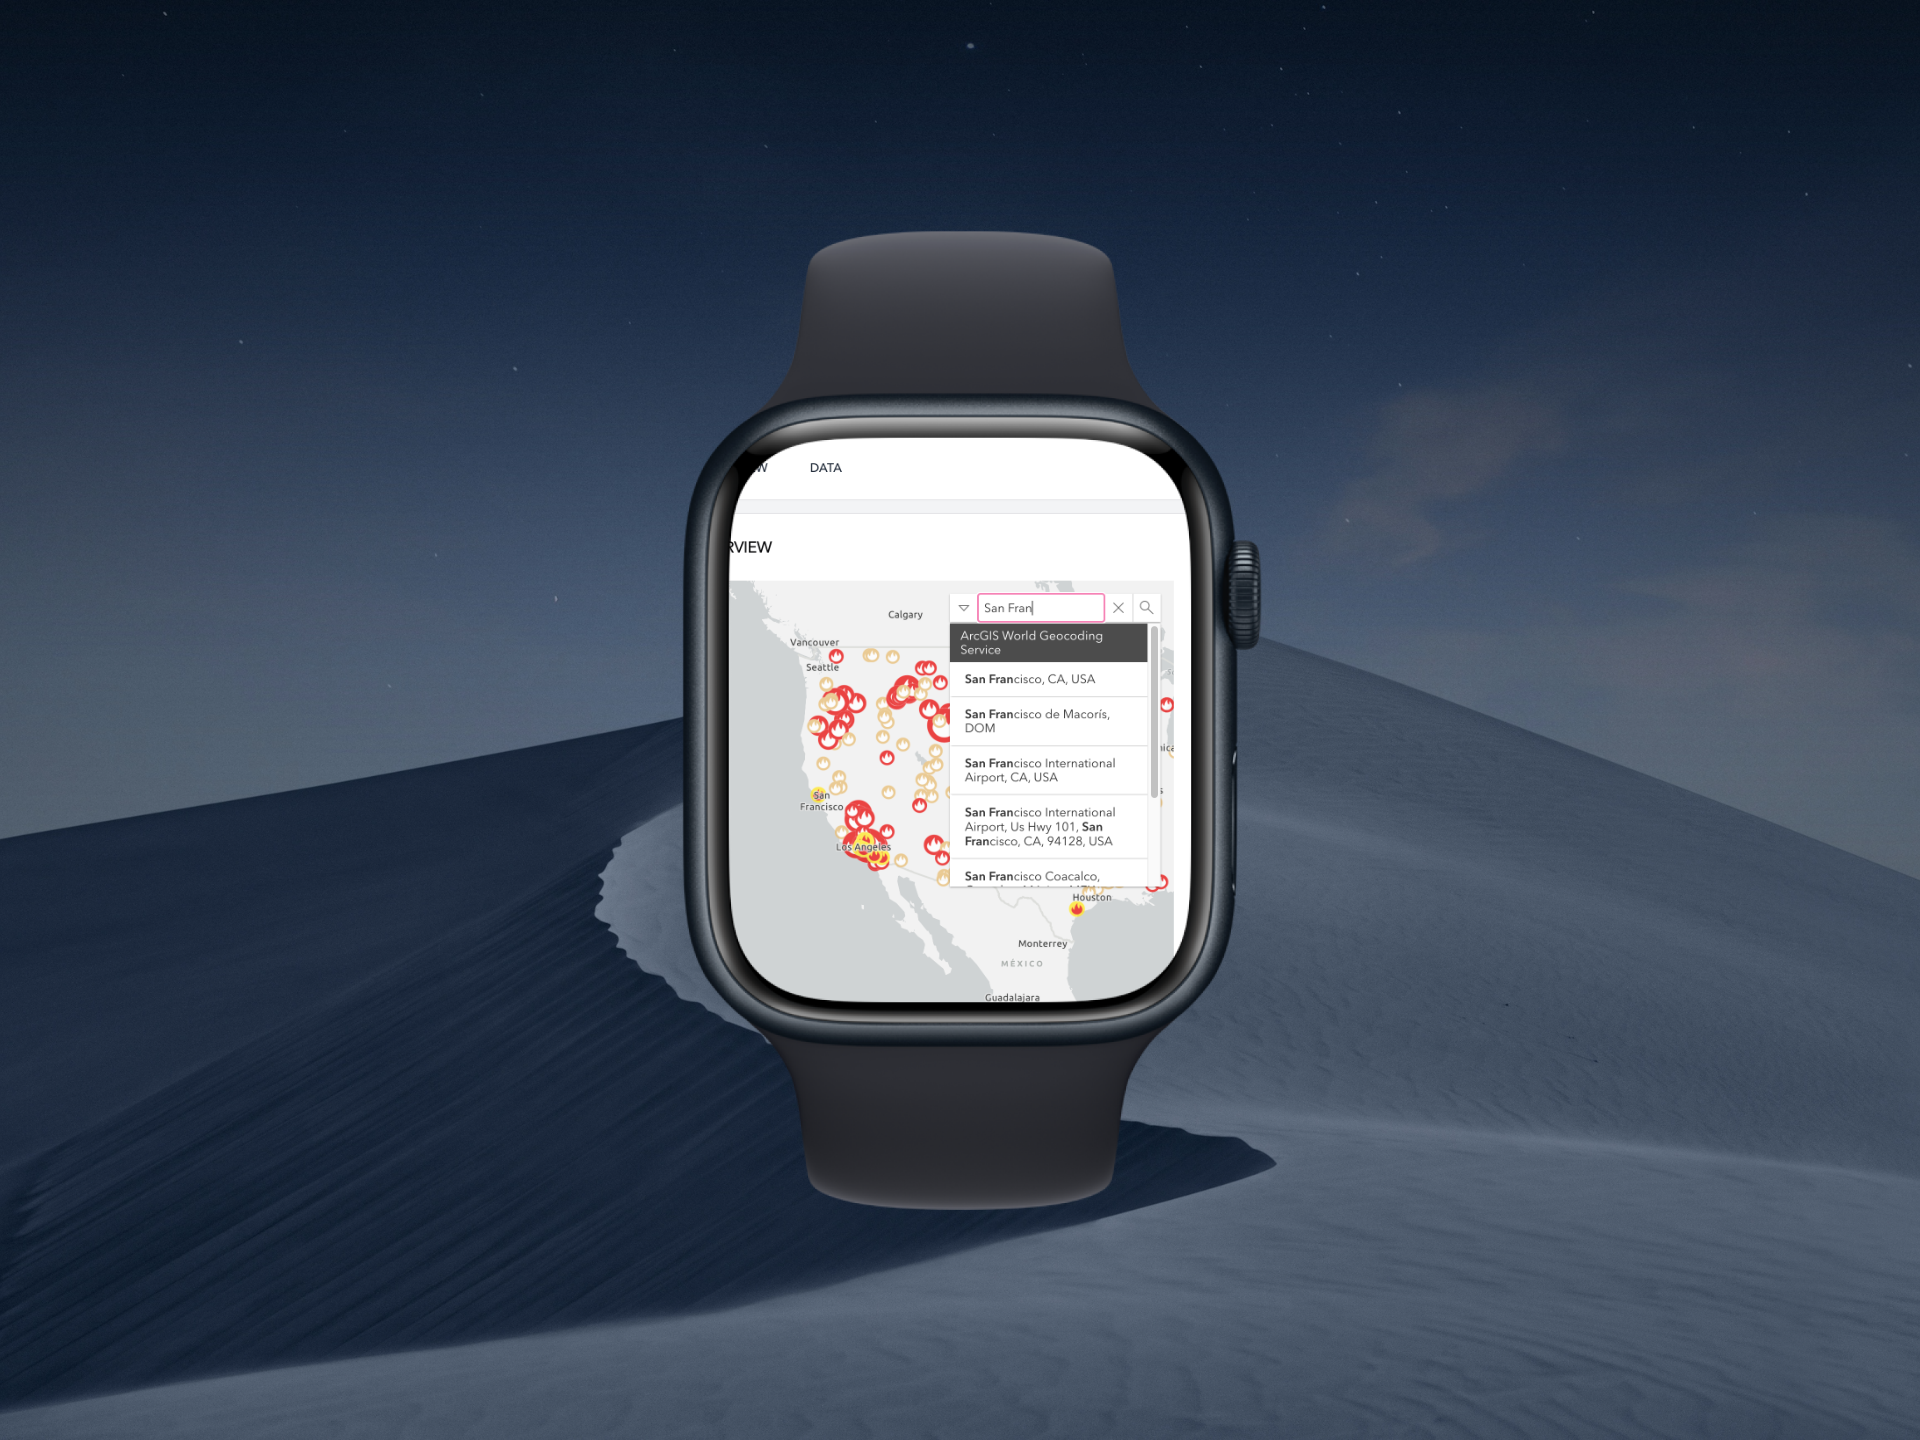 DATA
Calgary
San Fran
Vancouver
Seattle
ArcGIS World Geocoding
Service
San Francisco, CA, USA
San Francisco de Macorís,
DOM
San Francisco International
Airport, CA, USA
San
Francisco
San Francisco International
Airport, Us Hwy 101, San
Francisco, CA, 94128, USA
Los Angeles
San Francisco Coacalco,
Houston
Monterrey
MÉXICO
Guadalajara